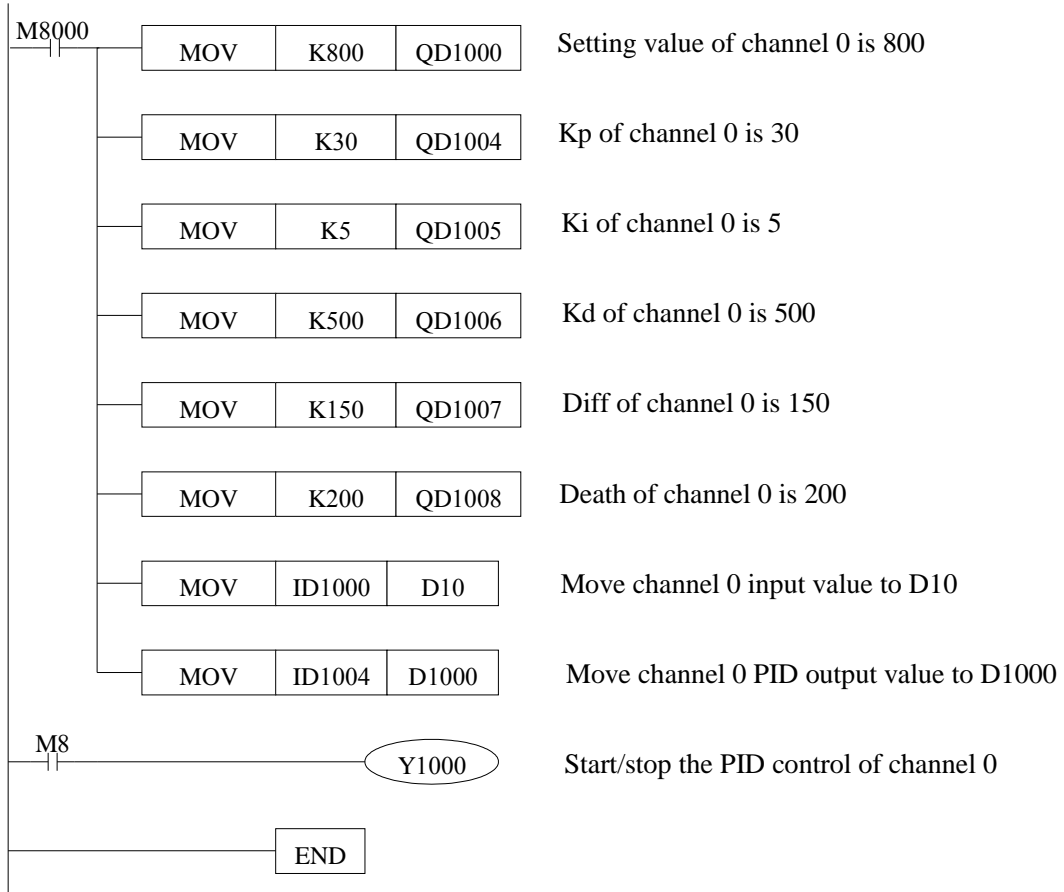 M8000
MOV K800 QD1000 Setting value of channel 0 is 800
MOV K30 QD1004 Kp of channel 0 is 30
MOV K5 QD1005 Ki of channel 0 is 5
MOV K500 QD1006 Kd of channel 0 is 500
MOV K150 QD1007 Diff of channel 0 is 150
MOV K200 QD1008 Death of channel 0 is 200
MOV ID1000 D10 Move channel 0 input value to D10
MOV ID1004 D1000 Move channel 0 PID output value to D1000
M8
Y1000 Start/stop the PID control of channel 0
END